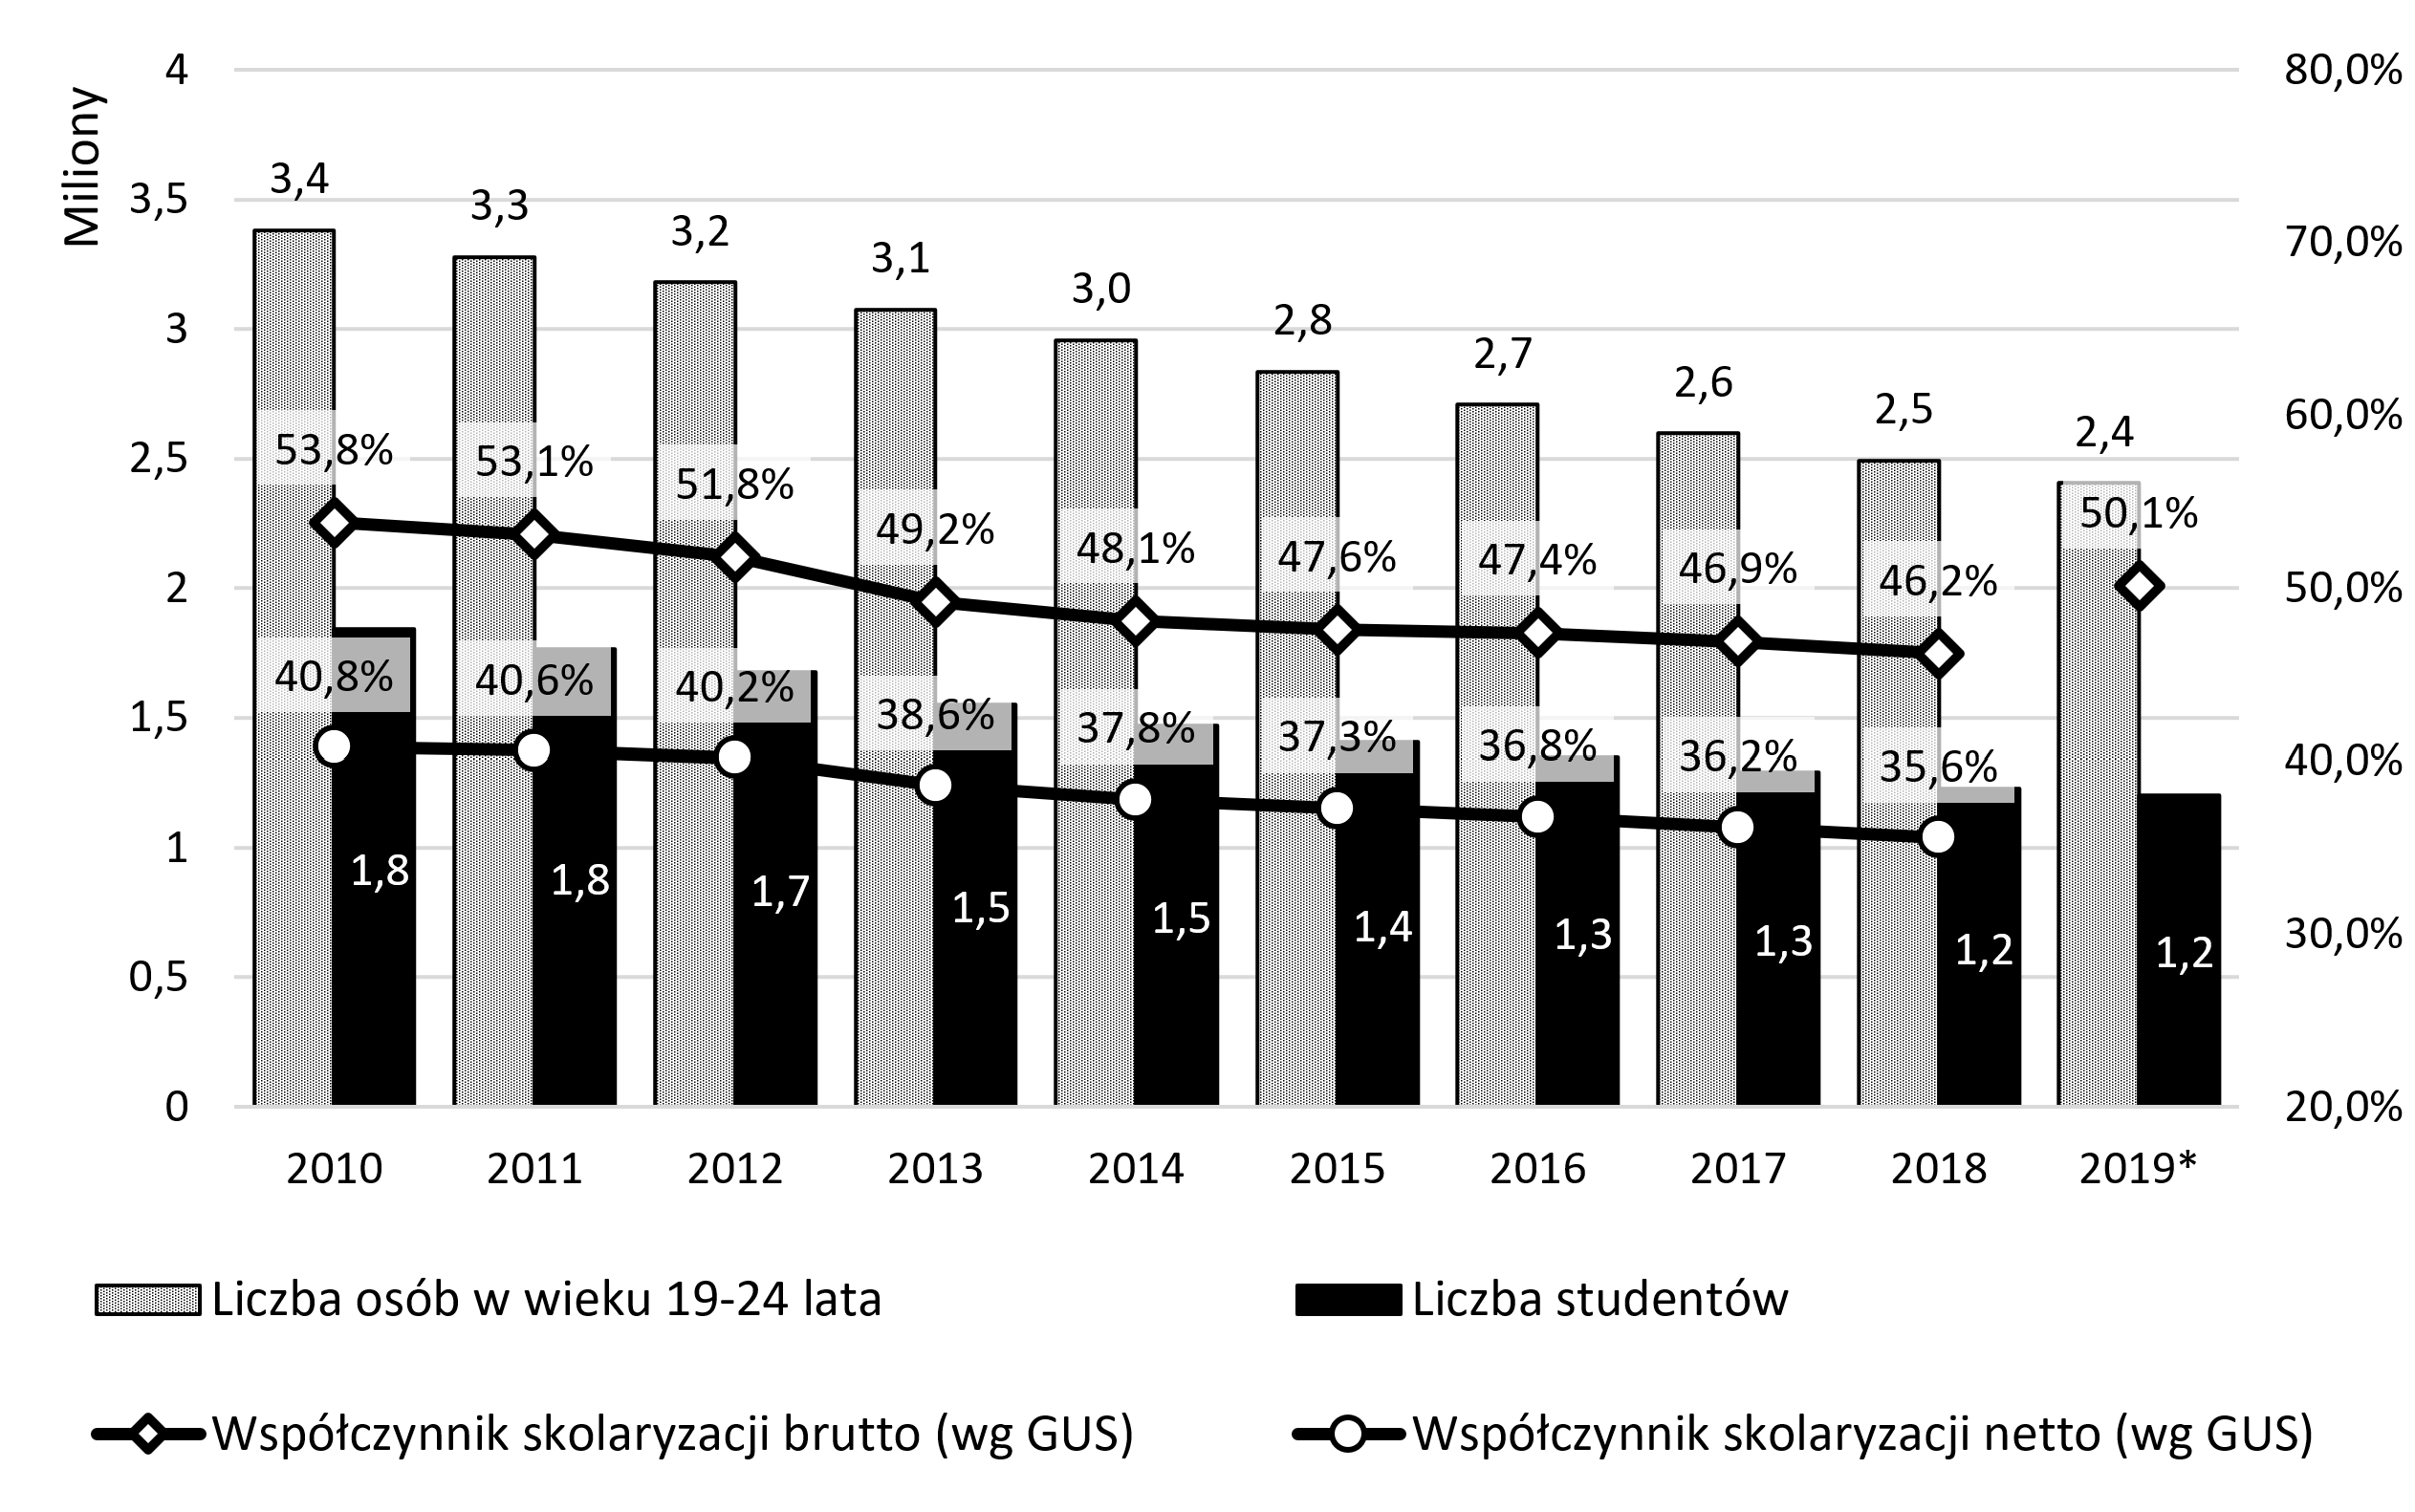 Miliony
4
3,5
3
2,5
2
1,5
1
0,5
0
80,0%
70,0%
60,0%
50,0%
40,0%
30,0%
20,0%
3,4 3,3 3,2 3,1 3,0 2,8 2,7 2,6 2,5 2,4
53,8% 53,1% 51,8% 49,2% 48,1% 47,6% 47,4% 46,9% 46,2% 50,1%
40,8% 40,6% 40,2% 38,6% 37,8% 37,3% 36,8% 36,2% 35,6%
1,8 1,8 1,7 1,5 1,5 1,4 1,3 1,3 1,2 1,2
2010 2011 2012 2013 2014 2015 2016 2017 2018 2019*
Liczba osób w wieku 19-24 lata
Liczba studentów
Współczynnik skolaryzacji brutto (wg GUS)
Współczynnik skolaryzacji netto (wg GUS)